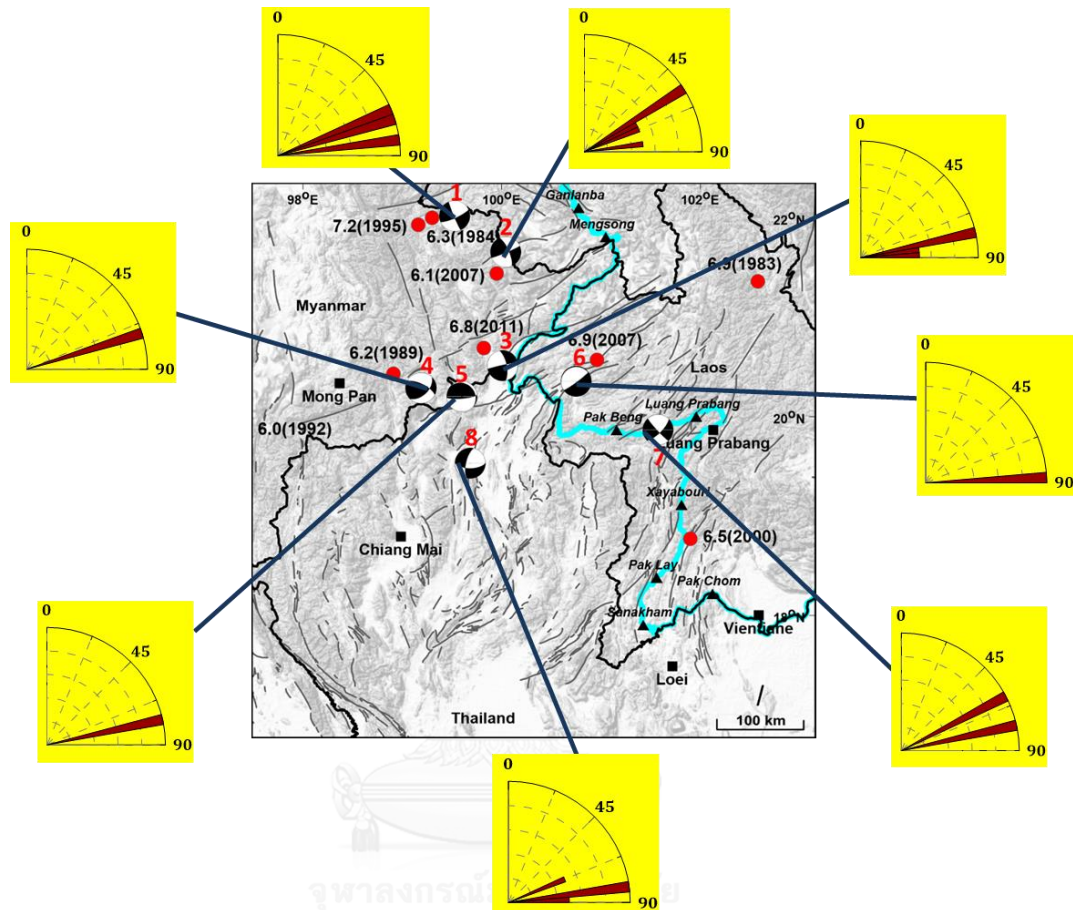 0
45
90
0
45
90
0
45
90
98°E
100°E
102°E
22°N
Ganlanba
Mengsong
1
7.2(1995)
6.3(1984)
2
6.1(2007)
6.9(1983)
Myanmar
0
45
90
6.8(2011)
3
6.9(2007)
6.2(1989)
4
5
6
Laos
Mong Pan
Luang Prabang
Pak Beng
20°N
6.0(1992)
uang Prabang
8
7
0
45
90
Xayabouri
6.5(2000)
Chiang Mai
Pak Lay
Pak Chom
Sanakham
18°N
Vientiane
Loei
Thailand
100 km
0
45
90
0
45
90
0
45
90